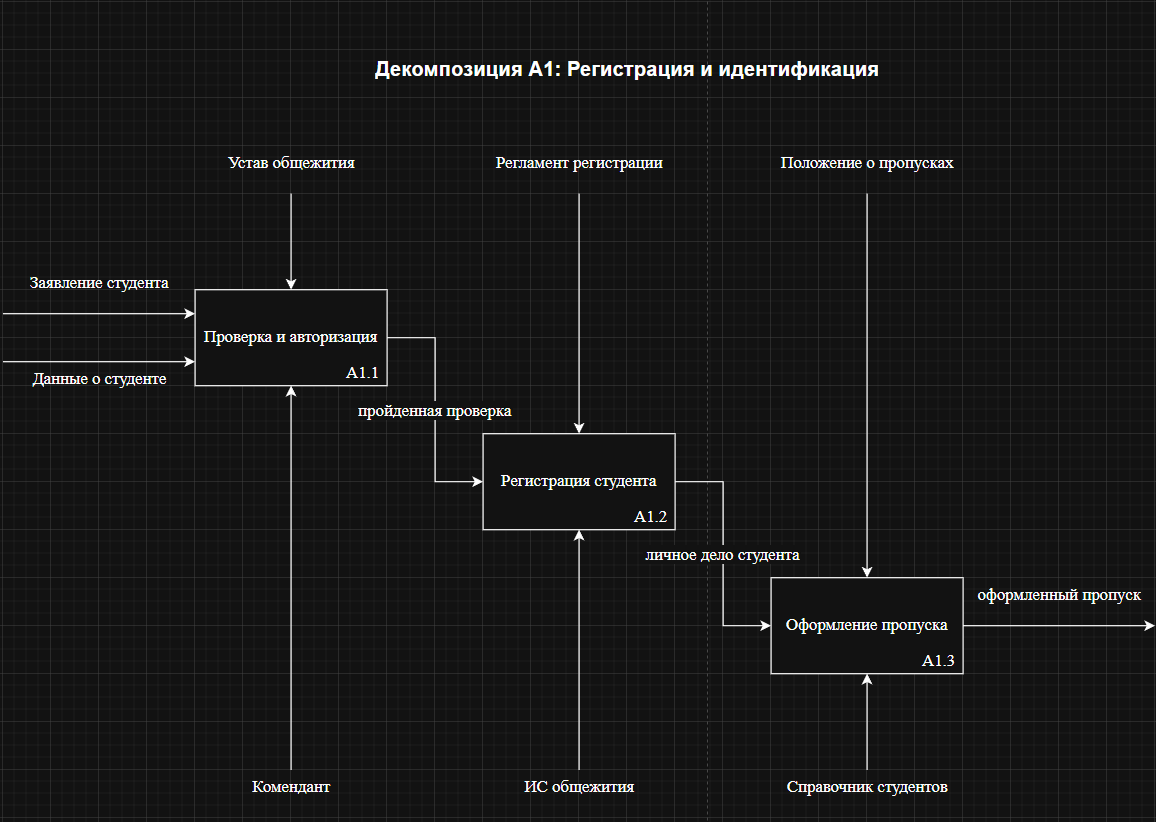 Декомпозиция А1: Регистрация и идентификация
Устав общежития
Регламент регистрации
Положение о пропусках
Заявление студента
Проверка и авторизация
Данные о студенте
А1.1
пройденная проверка
Регистрация студента
А1.2
личное дело студента
оформленный пропуск
Оформление пропуска
А1.3
Комендант
ИС общежития
Справочник студентов